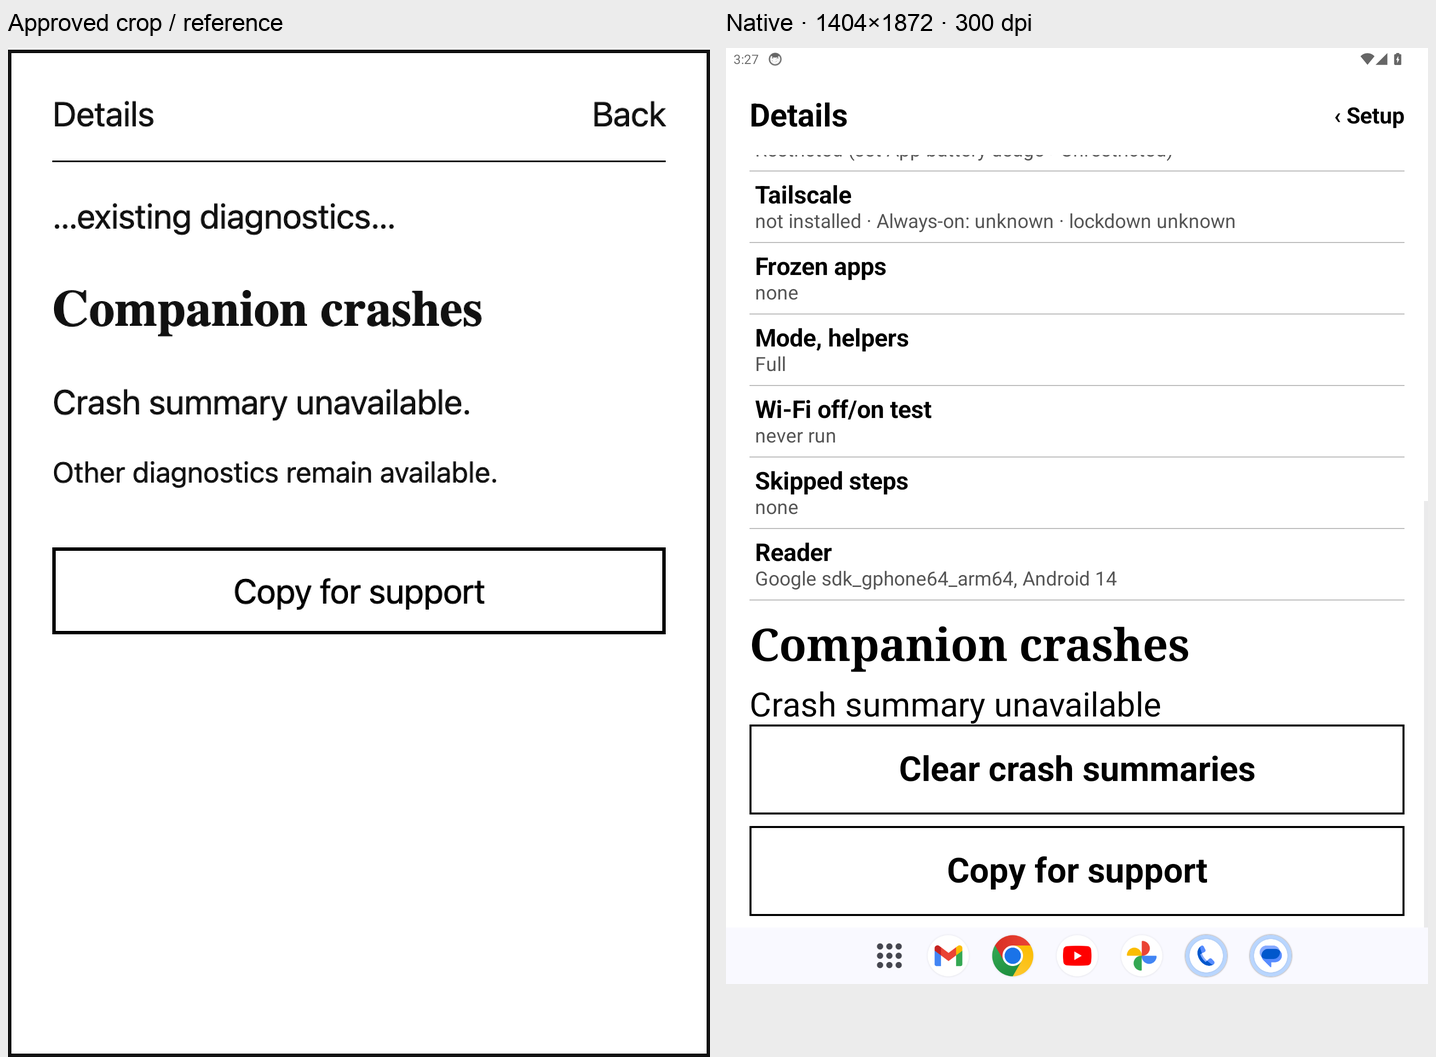 Approved crop / reference
Details
Back
...existing diagnostics...
Companion crashes
Crash summary unavailable.
Other diagnostics remain available.
Copy for support
Native · 1404×1872 · 300 dpi
3:27
Details
‹ Setup
Tailscale
not installed · Always-on: unknown · lockdown unknown
Frozen apps
none
Mode, helpers
Full
Wi-Fi off/on test
never run
Skipped steps
none
Reader
Google sdk_gphone64_arm64, Android 14
Companion crashes
Crash summary unavailable
Clear crash summaries
Copy for support